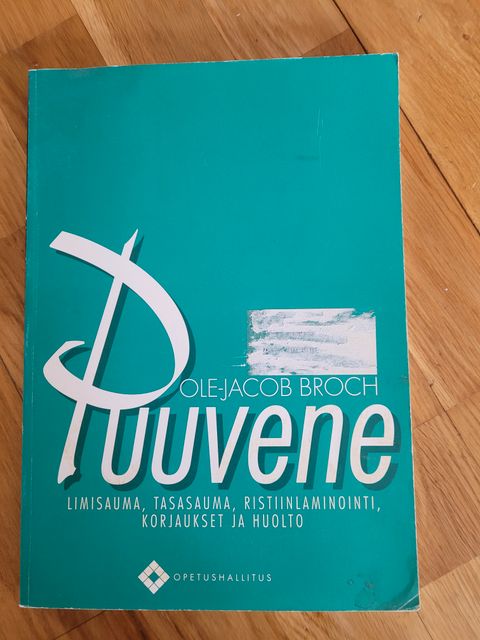 OLE-JACOB BROCH
Puuvene
LIMISAUMA, TASASAUMA, RISTIINLAMINOINTI,
KORJAUKSET JA HUOLTO
OPETUSHALLITUS